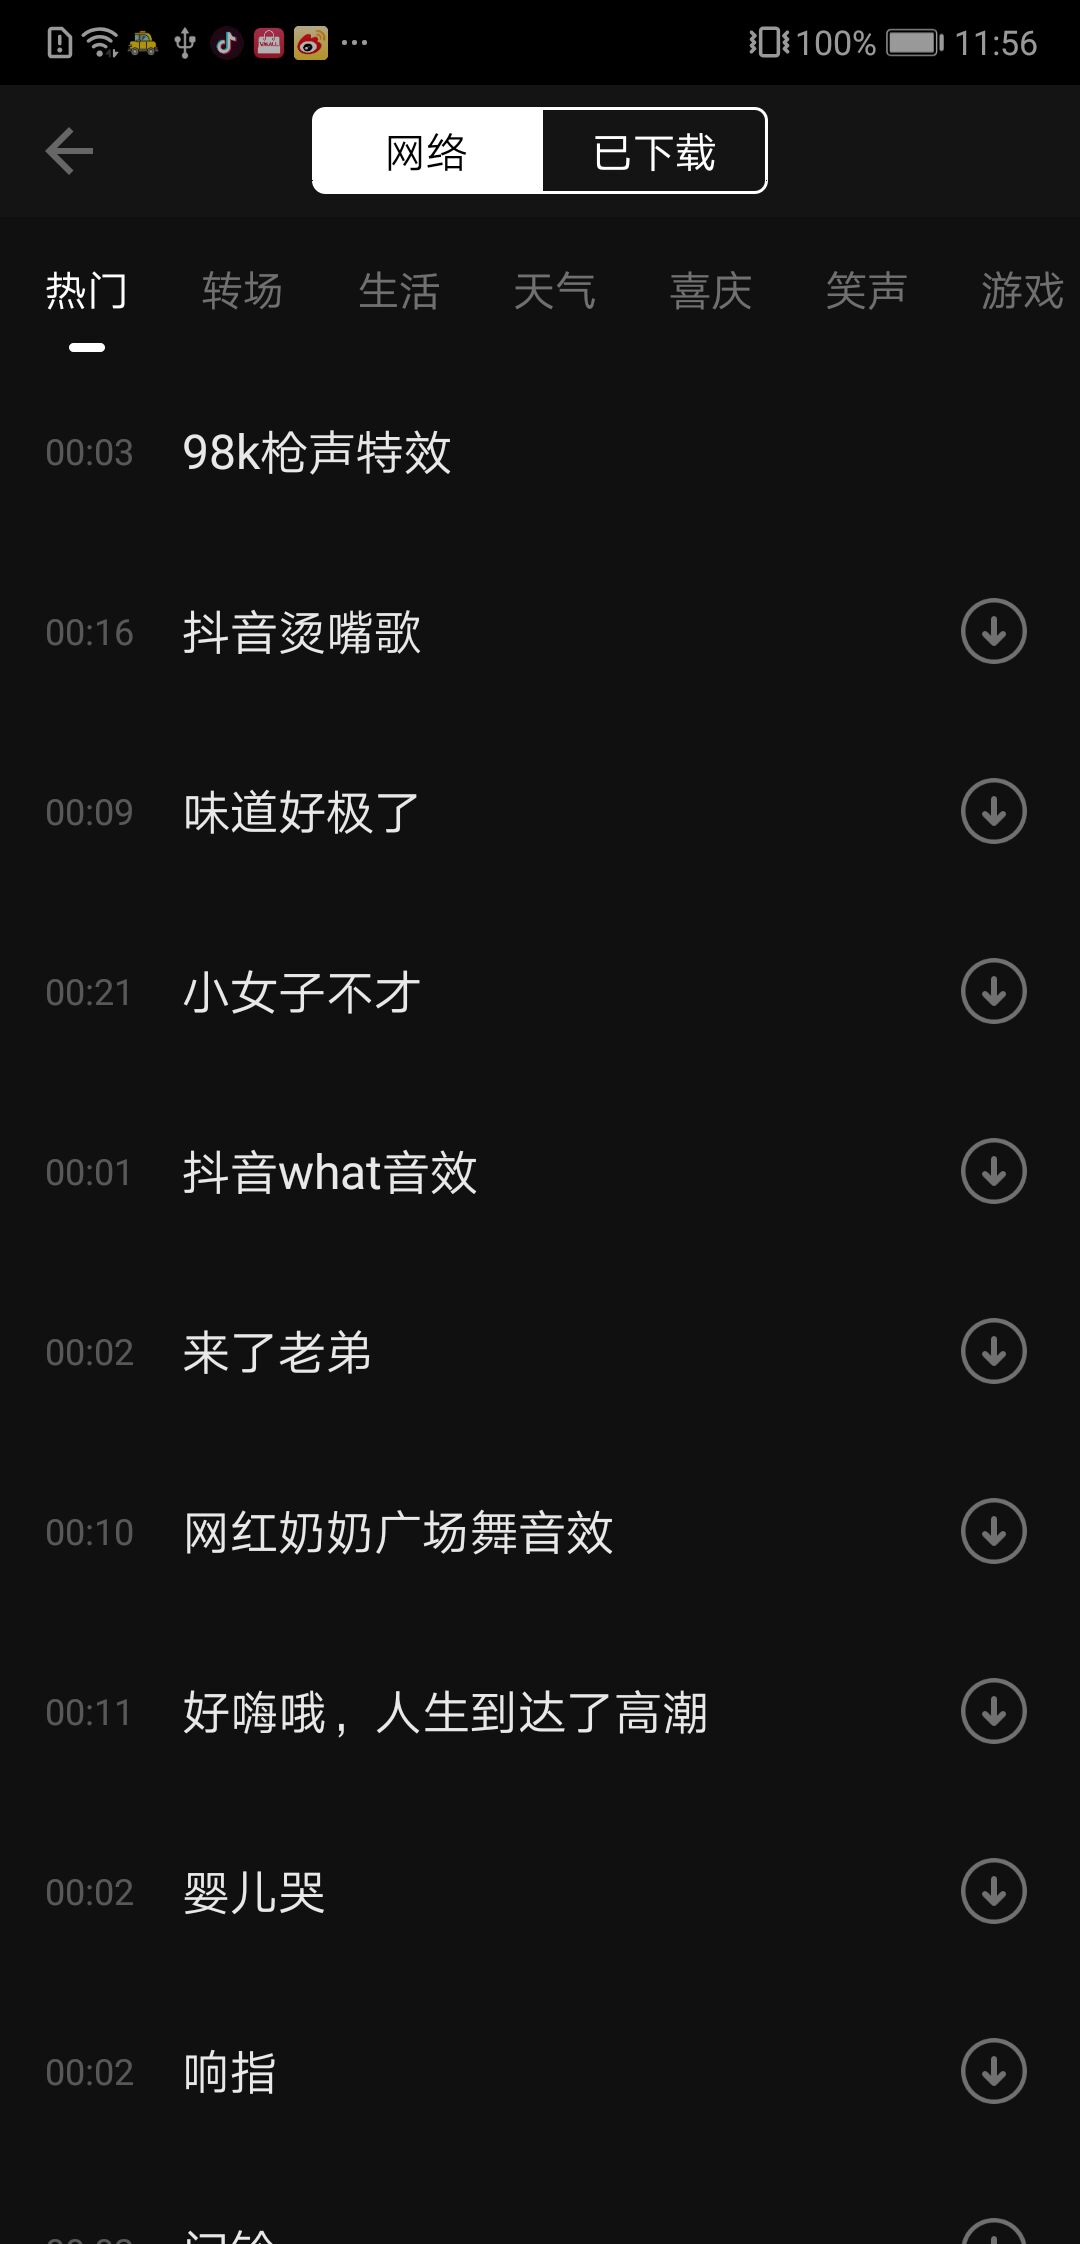 100% 11:56
网络 已下载
热门 转场 生活 天气 喜庆 笑声 游戏
00:03 98k枪声特效
00:16 抖音烫嘴歌
00:09 味道好极了
00:21 小女子不才
00:01 抖音what音效
00:02 来了老弟
00:10 网红奶奶广场舞音效
00:11 好嗨哦，人生到达了高潮
00:02 婴儿哭
00:02 响指